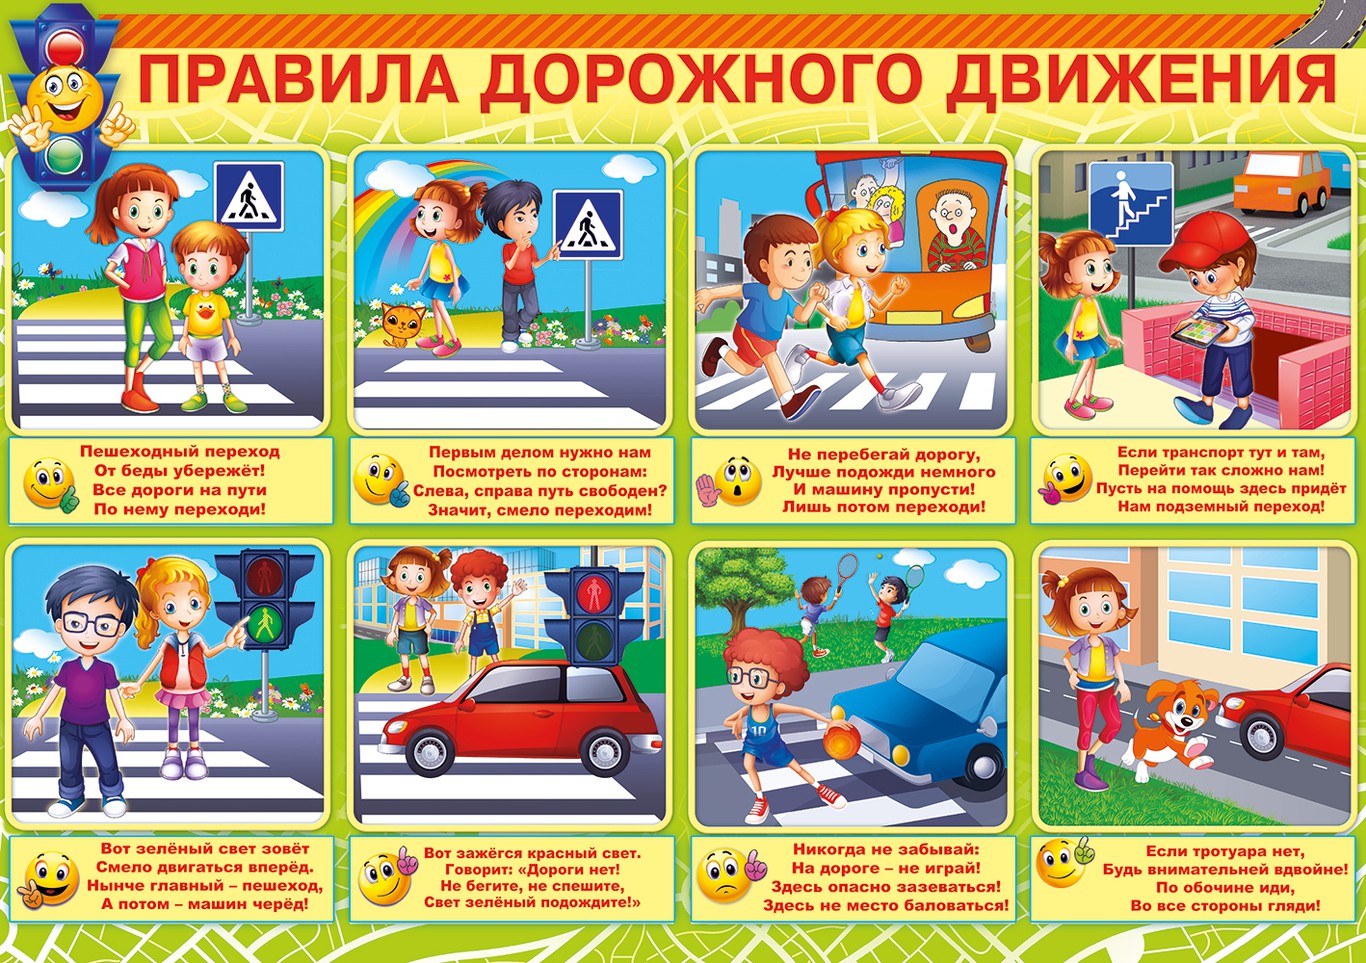 ПРАВИЛА ДОРОЖНОГО ДВИЖЕНИЯ
Пешеходный переход
От беды убережёт!
Все дороги на пути
По нему переходи!
Первым делом нужно нам
Посмотреть по сторонам:
Слева, справа путь свободен?
Значит, смело переходим!
Не перебегай дорогу,
Лучше подожди немного
И машину пропусти!
Лишь потом переходи!
Если транспорт тут и там,
Перейти так сложно нам!
Пусть на помощь здесь придёт
Нам подземный переход!
Вот зелёный свет зовёт
Смело двигаться вперёд.
Нынче главный – пешеход,
А потом – машин черёд!
Вот зажёгся красный свет.
Говорит: «Дороги нет!
Не бегите, не спешите,
Свет зелёный подождите!»
10
Никогда не забывай:
На дороге – не играй!
Здесь опасно зазеваться!
Здесь не место баловаться!
Если тротуара нет,
Будь внимательней вдвойне!
По обочине иди,
Во все стороны гляди!